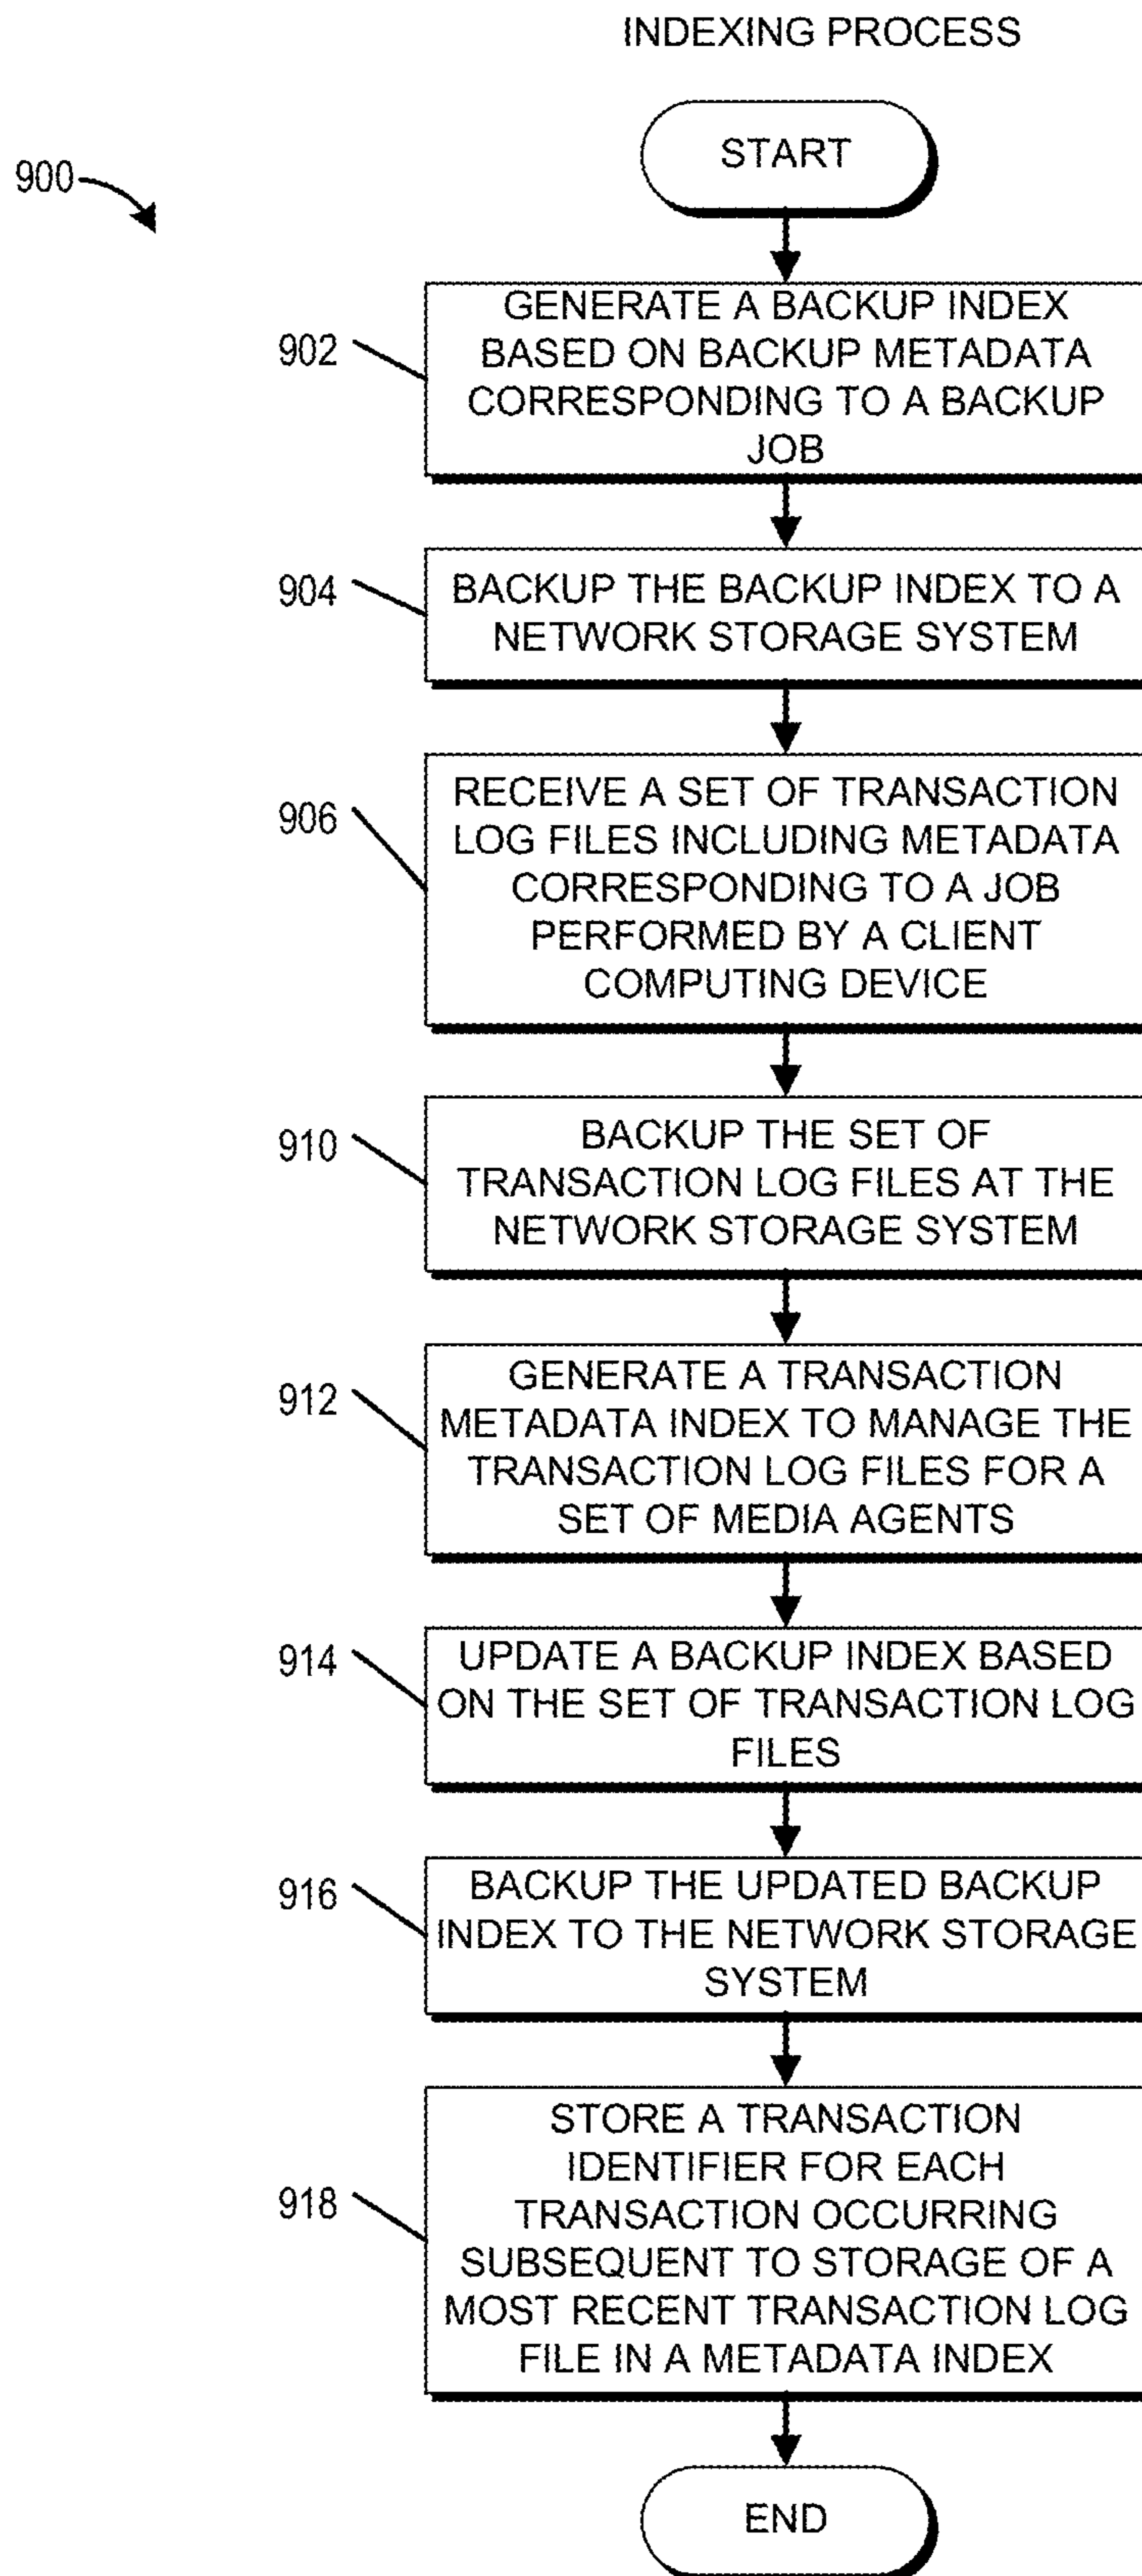 INDEXING PROCESS
START
900
GENERATE A BACKUP INDEX
BASED ON BACKUP METADATA
CORRESPONDING TO A BACKUP
JOB
902
BACKUP THE BACKUP INDEX TO A
NETWORK STORAGE SYSTEM
904
RECEIVE A SET OF TRANSACTION
LOG FILES INCLUDING METADATA
CORRESPONDING TO A JOB
PERFORMED BY A CLIENT
COMPUTING DEVICE
906
BACKUP THE SET OF
TRANSACTION LOG FILES AT THE
NETWORK STORAGE SYSTEM
910
GENERATE A TRANSACTION
METADATA INDEX TO MANAGE THE
TRANSACTION LOG FILES FOR A
SET OF MEDIA AGENTS
912
UPDATE A BACKUP INDEX BASED
ON THE SET OF TRANSACTION LOG
FILES
914
BACKUP THE UPDATED BACKUP
INDEX TO THE NETWORK STORAGE
SYSTEM
916
STORE A TRANSACTION
IDENTIFIER FOR EACH
TRANSACTION OCCURRING
SUBSEQUENT TO STORAGE OF A
MOST RECENT TRANSACTION LOG
FILE IN A METADATA INDEX
918
END